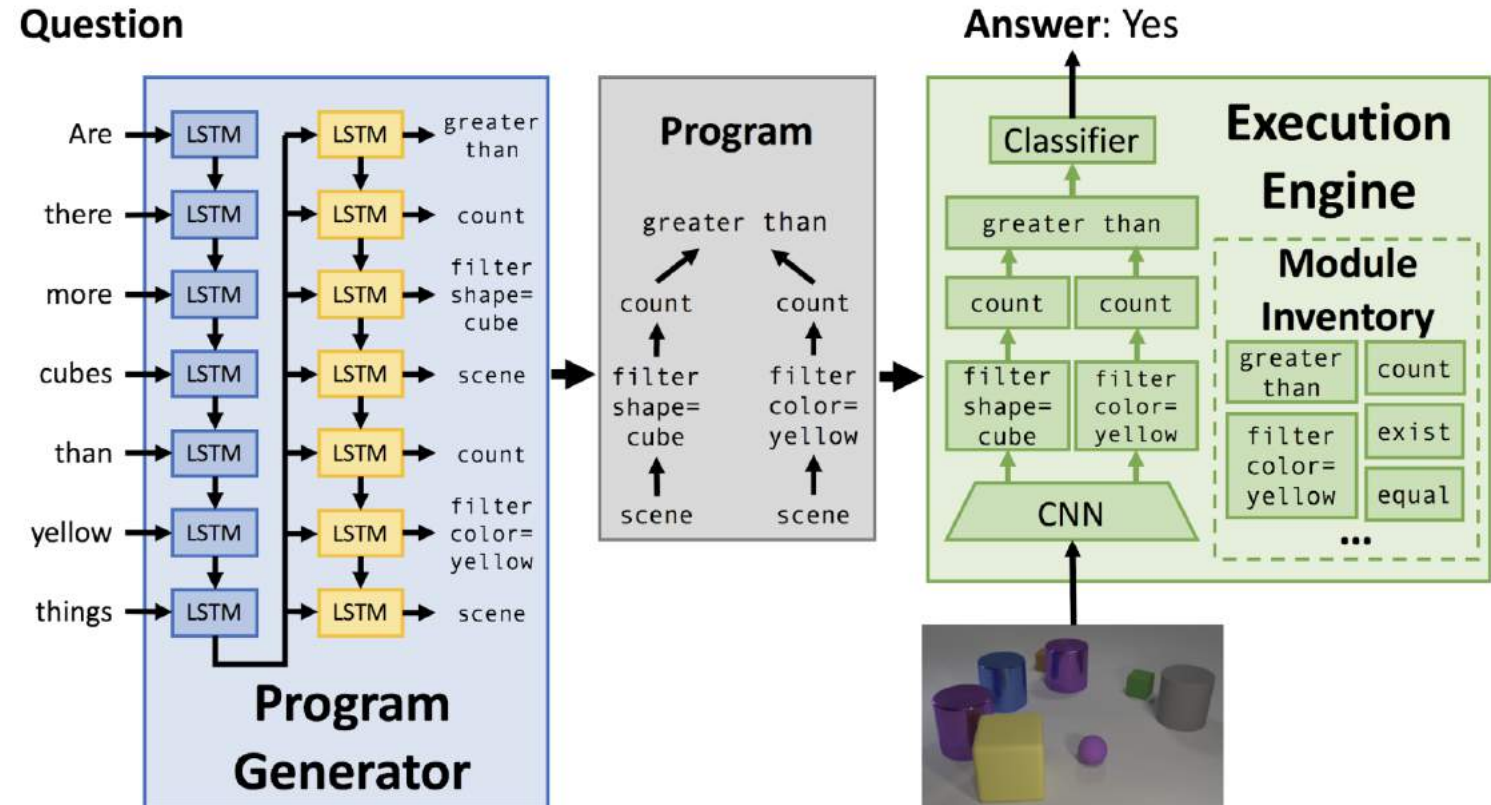 Question
Answer: Yes
Are
there
more
cubes
than
yellow
things
LSTM
LSTM
LSTM
LSTM
LSTM
LSTM
LSTM
LSTM
LSTM
LSTM
LSTM
LSTM
LSTM
LSTM
greater
than
count
filter
shape=
cube
scene
count
filter
color=
yellow
scene
Program
Generator
Program
greater than
count
count
filter
shape=
cube
filter
color=
yellow
scene
scene
Execution
Engine
Classifier
greater than
count
count
filter
shape=
cube
filter
color=
yellow
CNN
Module
Inventory
greater
than
count
filter
color=
yellow
exist
equal
...